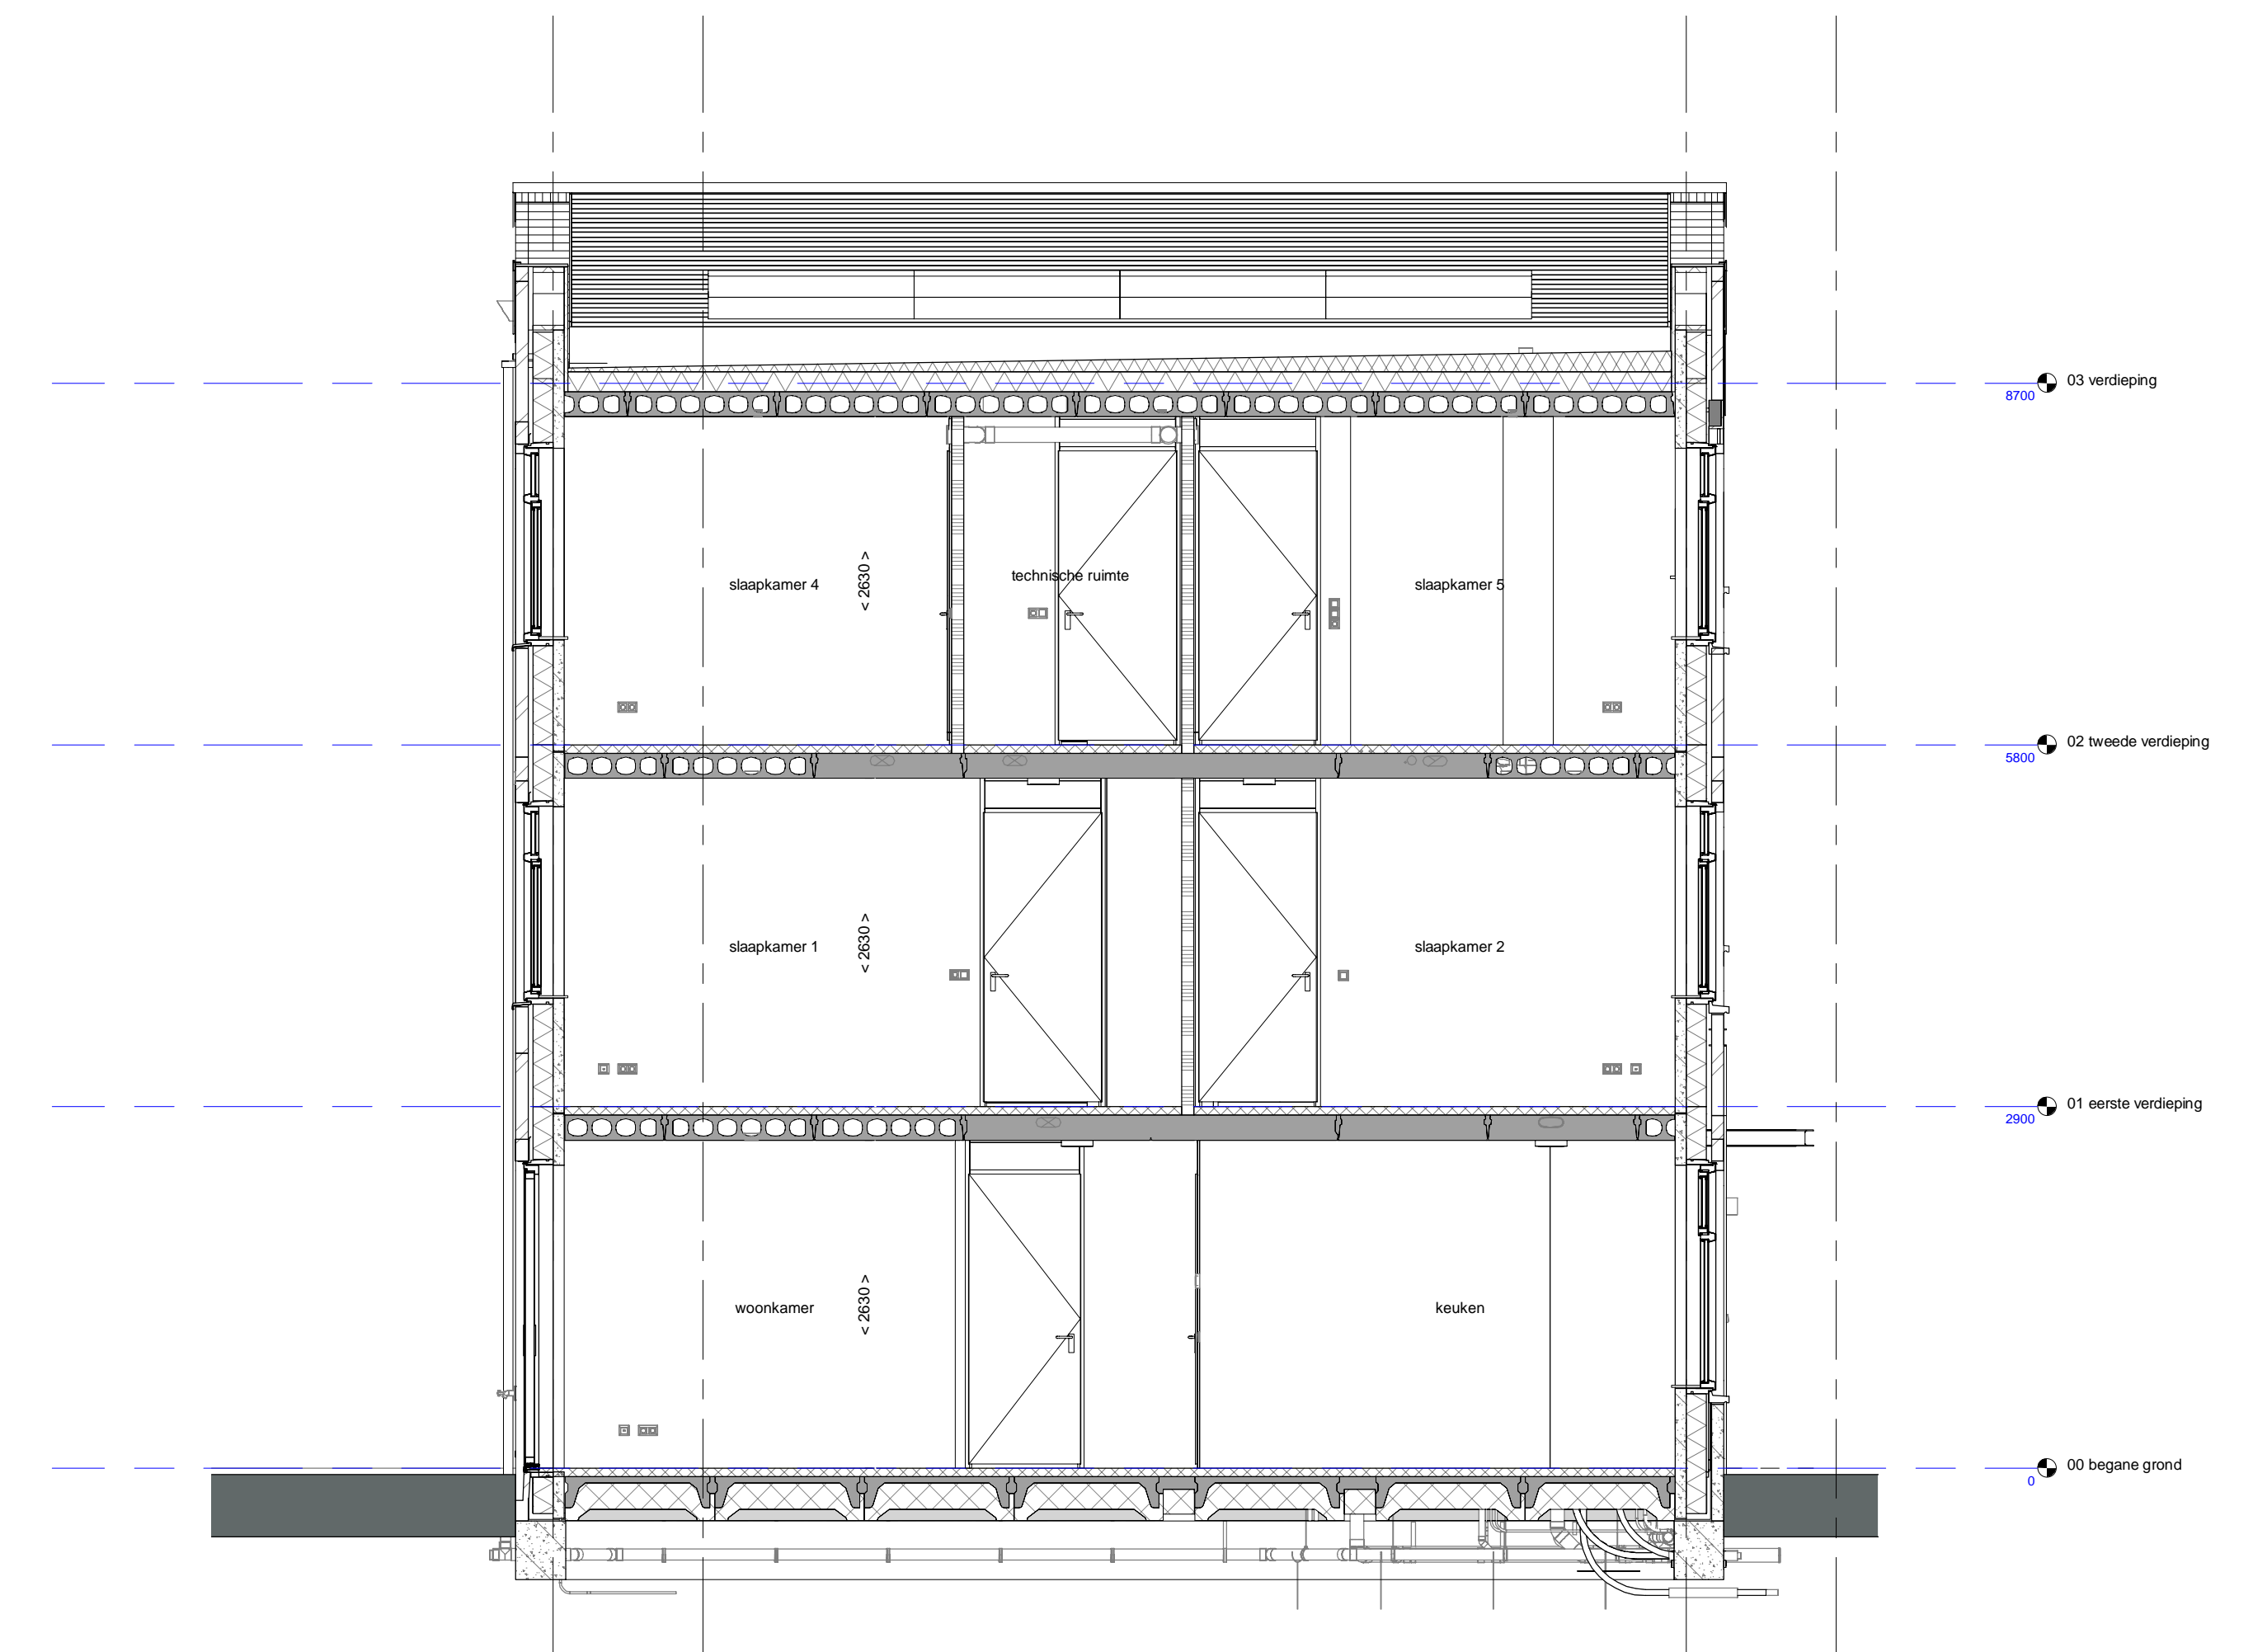 03 verdieping
8700
slaapkamer 4
< 2630 >
technische ruimte
slaapkamer 5
02 tweede verdieping
5800
slaapkamer 1
< 2630 >
slaapkamer 2
01 eerste verdieping
2900
woonkamer
< 2630 >
keuken
00 begane grond
0